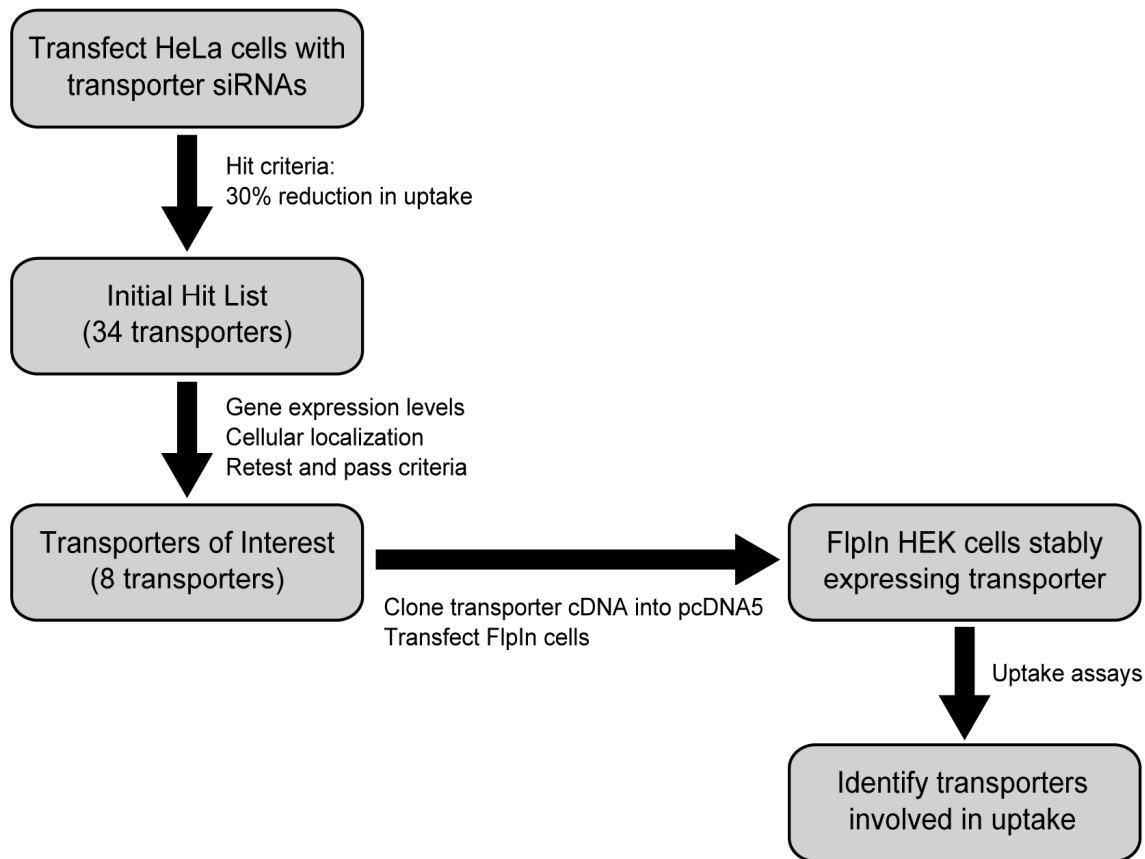 Transfect HeLa cells with
transporter siRNAs
Hit criteria:
30% reduction in uptake
Initial Hit List
(34 transporters)
Gene expression levels
Cellular localization
Retest and pass criteria
Transporters of Interest
(8 transporters)
Clone transporter cDNA into pcDNA5
Transfect FlpIn cells
FlpIn HEK cells stably
expressing transporter
Uptake assays
Identify transporters
involved in uptake